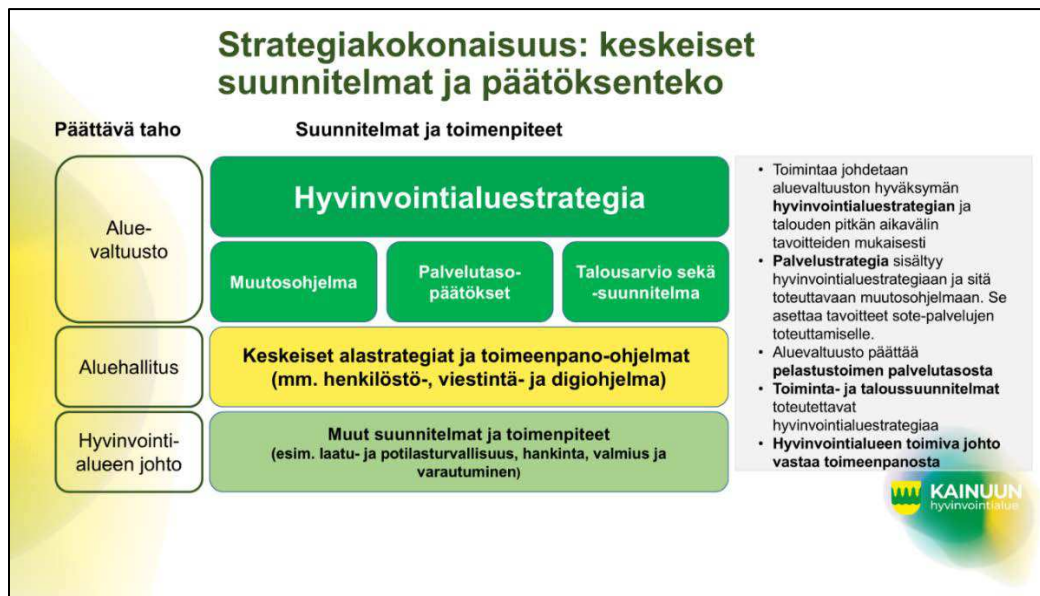 Strategiakokonaisuus: keskeiset
suunnitelmat ja päätöksenteko
Päättävä taho
Suunnitelmat ja toimenpiteet
Alue-
valtuusto
Hyvinvointialuestrategia
Muutosohjelma
Palvelutaso-
päätökset
Talousarvio sekä
-suunnitelma
Aluehallitus
Keskeiset alastrategiat ja toimeenpano-ohjelmat
(mm. henkilöstö-, viestintä- ja digiohjelma)
Hyvinvointi-
alueen johto
Muut suunnitelmat ja toimenpiteet
(esim. laatu- ja potilasturvallisuus, hankinta, valmius ja
varautuminen)
• Toimintaa johdetaan
aluevaltuuston hyväksymän
hyvinvointialuestrategian ja
talouden pitkän aikavälin
tavoitteiden mukaisesti
• Palvelustrategia sisältyy
hyvinvointialuestrategiaan ja sitä
toteuttavaan muutosohjelmaan. Se
asettaa tavoitteet sote-palvelujen
toteuttamiselle.
• Aluevaltuusto päättää
pelastustoimen palvelutasosta
• Toiminta- ja taloussuunnitelmat
toteutettavat
hyvinvointialuestrategiaa
• Hyvinvointialueen toimiva johto
vastaa toimeenpanosta
KAINUUN
hyvinvointialue